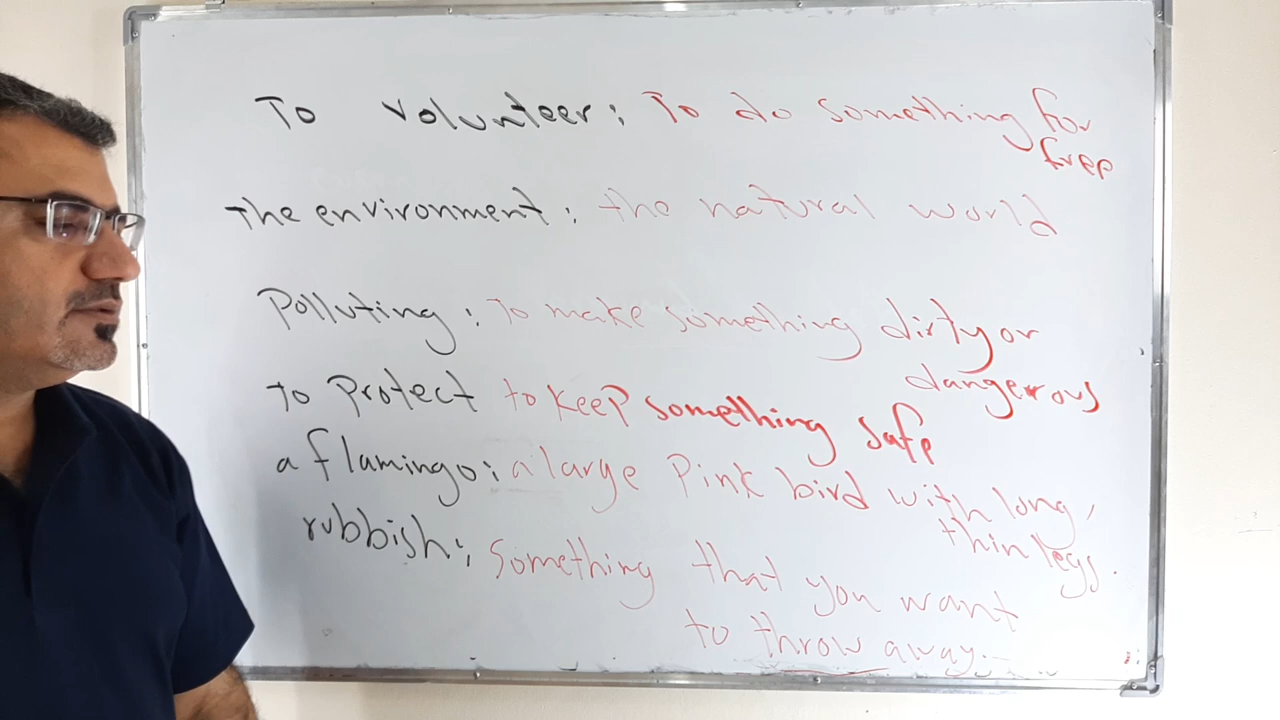 To volunteer: To do something for
free
The environment: the natural world
Polluting: To make something dirty or
dangerous
to protect to keep something safe
a flamingo: a large pink bird with long,
thin legs.
rubbish: something that you want
to throw away.